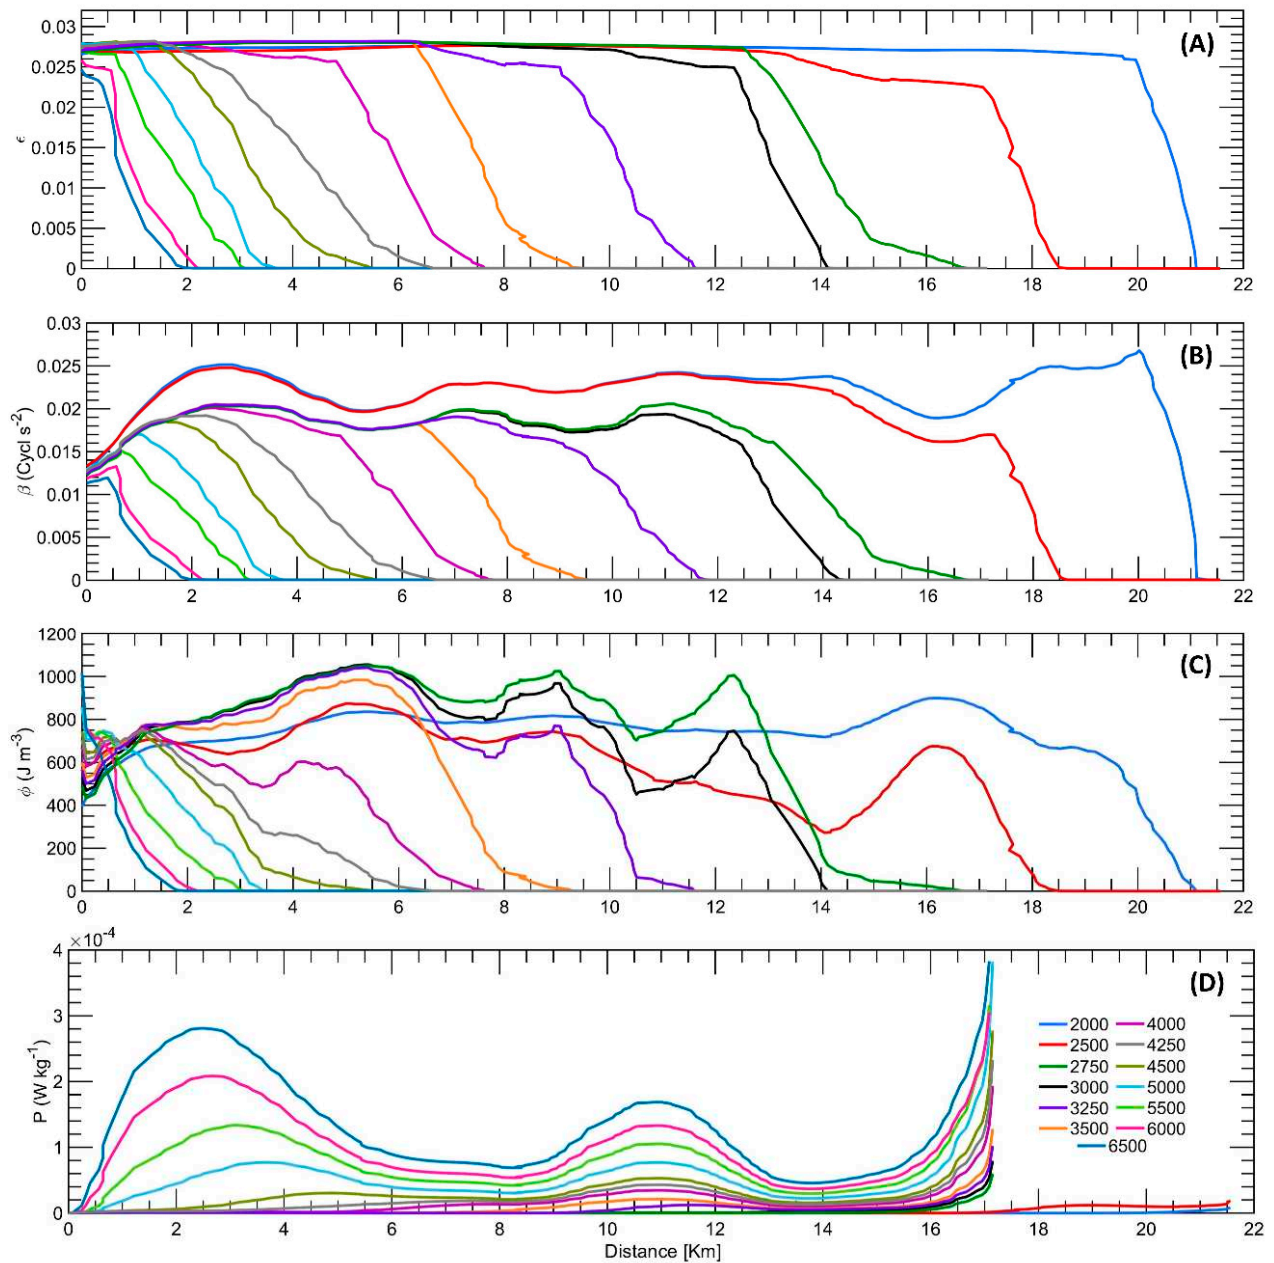 0.03
(A)
0.025
0.02
ϵ
0.015
0.01
0.005
0
0 2 4 6 8 10 12 14 16 18 20 22
0.03
(B)
0.025
0.02
β (Cycl s-2)
0.015
0.01
0.005
0
0 2 4 6 8 10 12 14 16 18 20 22
1200
(C)
1000
800
ϕ (J m-3)
600
400
200
0
0 2 4 6 8 10 12 14 16 18 20 22
×10-4
4
(D)
3
P (W kg-1)
2
1
0
2000 4000
2500 4250
2750 4500
3000 5000
3250 5500
3500 6000
6500
0 2 4 6 8 10 12 14 16 18 20 22
Distance [Km]